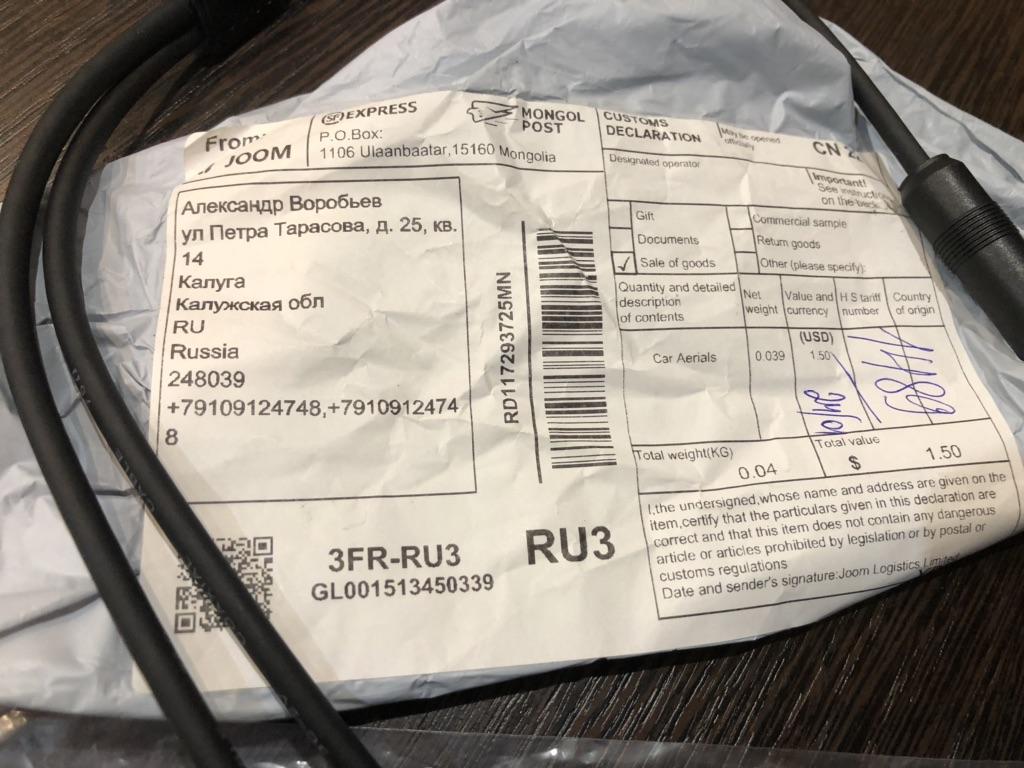 From:
JOOM
SF EXPRESS
P.O.Box:
1106 Ulaanbaatar,15160 Mongolia
MONGOL
POST
CUSTOMS
DECLARATION
May be opened
officially
CN 2
Designated operator
Important!
See instruct
on the back
Александр Воробьев
ул Петра Тарасова, д. 25, кв.
14
Калуга
Калужская обл
RU
Russia
248039
+79109124748,+7910912474
8
RD117293725MN
Gift
Commercial sample
Documents
Return goods
✓ Sale of goods
Other (please specify):
Quantity and detailed
description
of contents
Net
weight
Value and
currency
H S tariff
number
Country
of origin
(USD)
Car Aerials
0.039
1.50
Total weight(KG)
0.04
Total value
$ 1.50
I,the undersigned,whose name and address are given on the
item,certify that the particulars given in this declaration are
correct and that this item does not contain any dangerous
article or articles prohibited by legislation or by postal or
customs regulations
Date and sender's signature:Joom Logistics Limited
3FR-RU3
GL001513450339
RU3